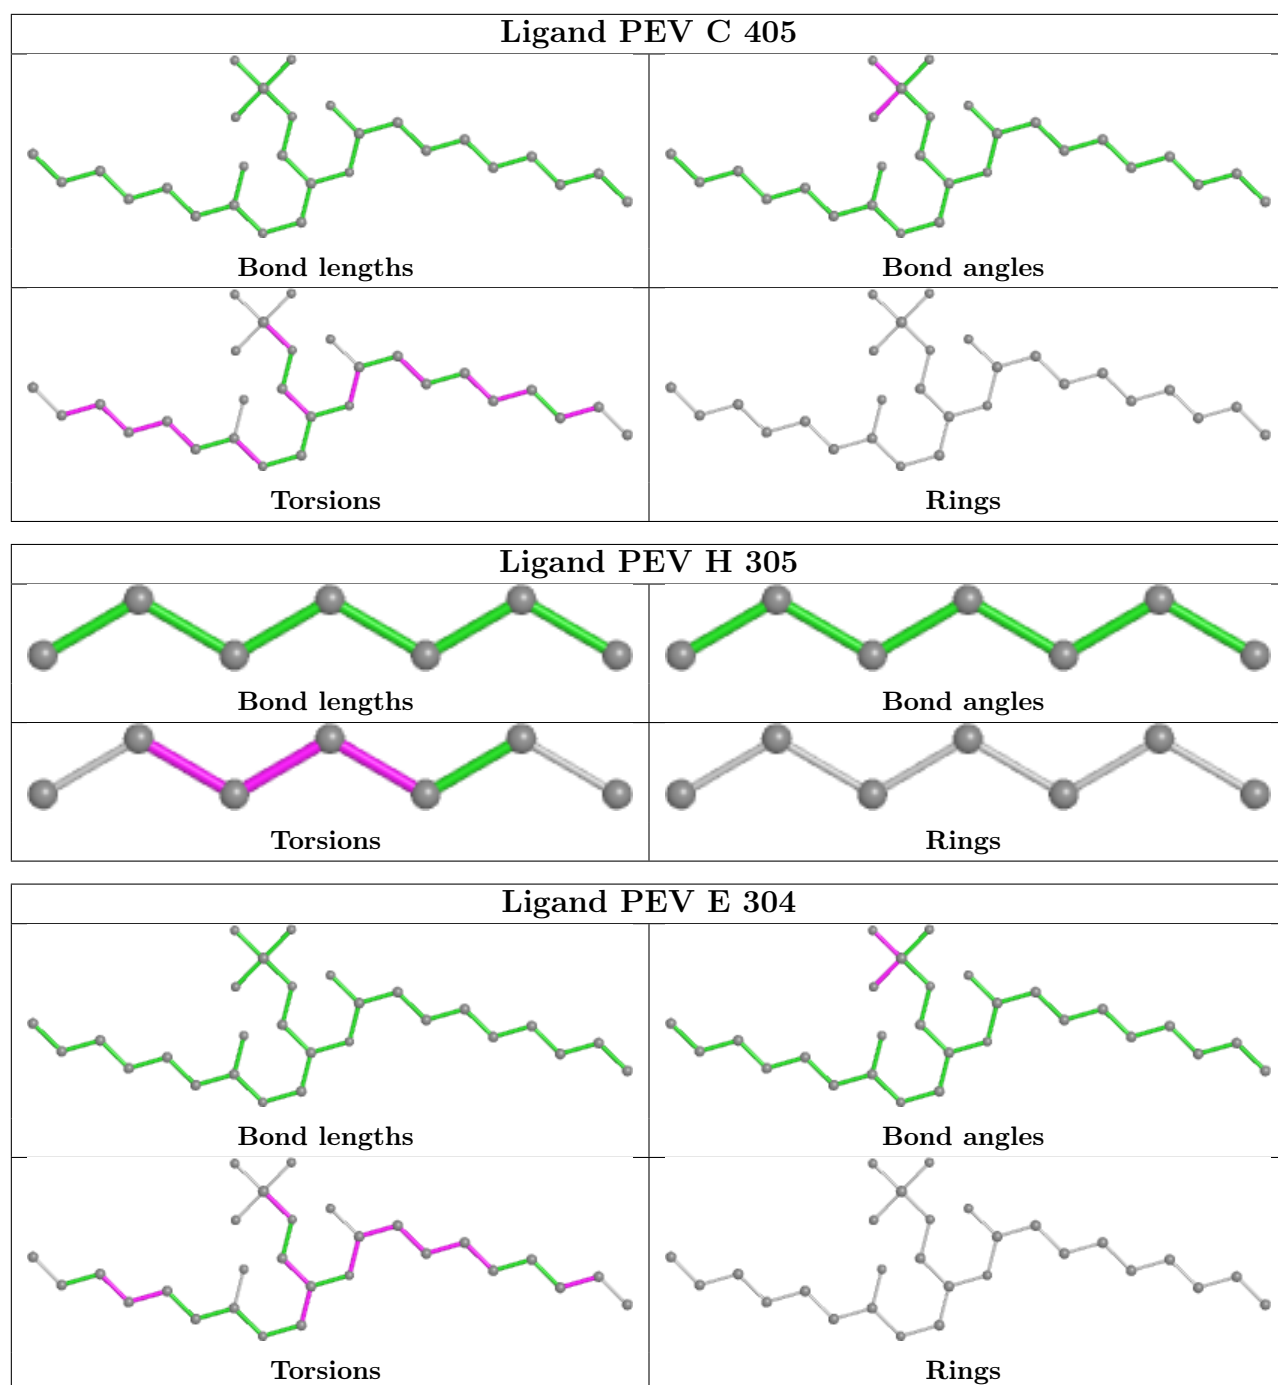 Ligand PEV C 405
Bond lengths
Bond angles
Torsions
Rings
Ligand PEV H 305
Bond lengths
Bond angles
Torsions
Rings
Ligand PEV E 304
Bond lengths
Bond angles
Torsions
Rings